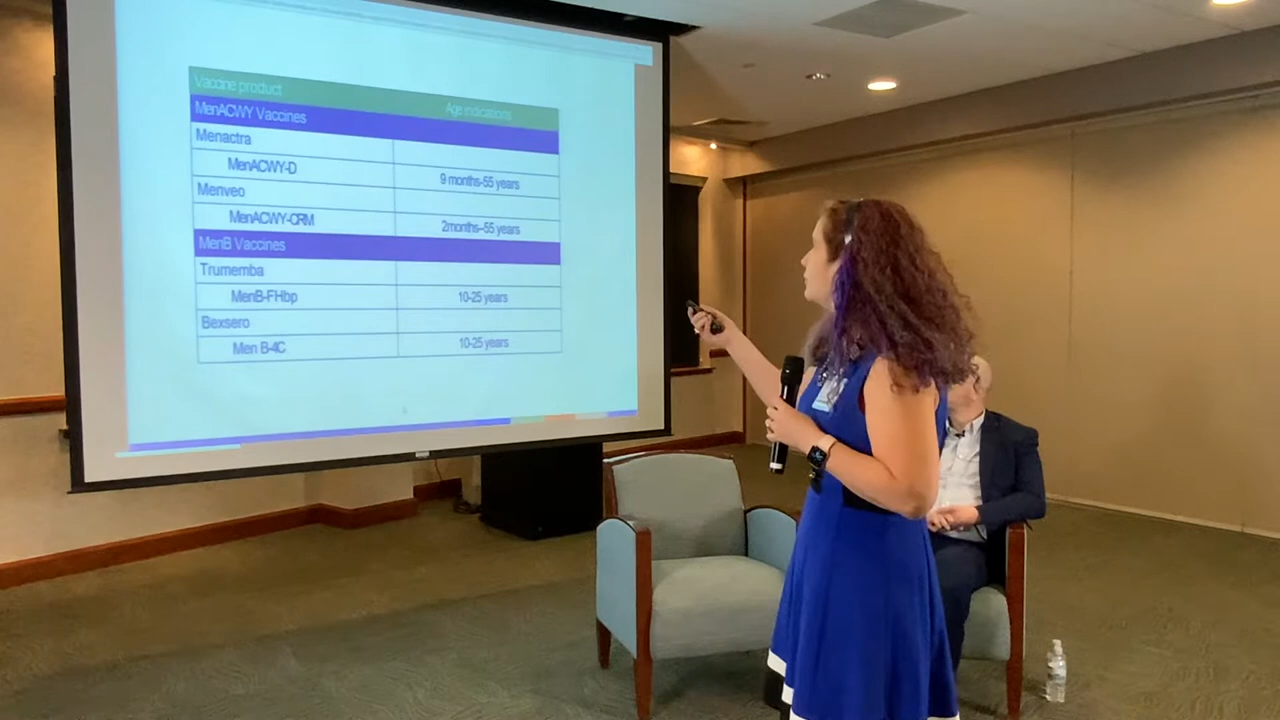 Vaccine product Age indications
MenACWY Vaccines
Menactra
MenACWY-D 9 months-55 years
Menveo
MenACWY-CRM 2months–55 years
MenB Vaccines
Trumemba
MenB-FHbp 10-25 years
Bexsero
Men B-4C 10-25 years